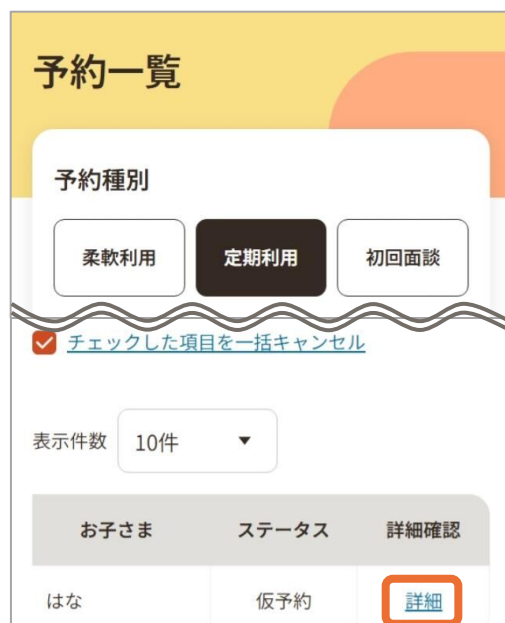 予約一覧
予約種別
柔軟利用 定期利用 初回面談
チェックした項目を一括キャンセル
表示件数 10件
お子さま ステータス 詳細確認
はな 仮予約 詳細